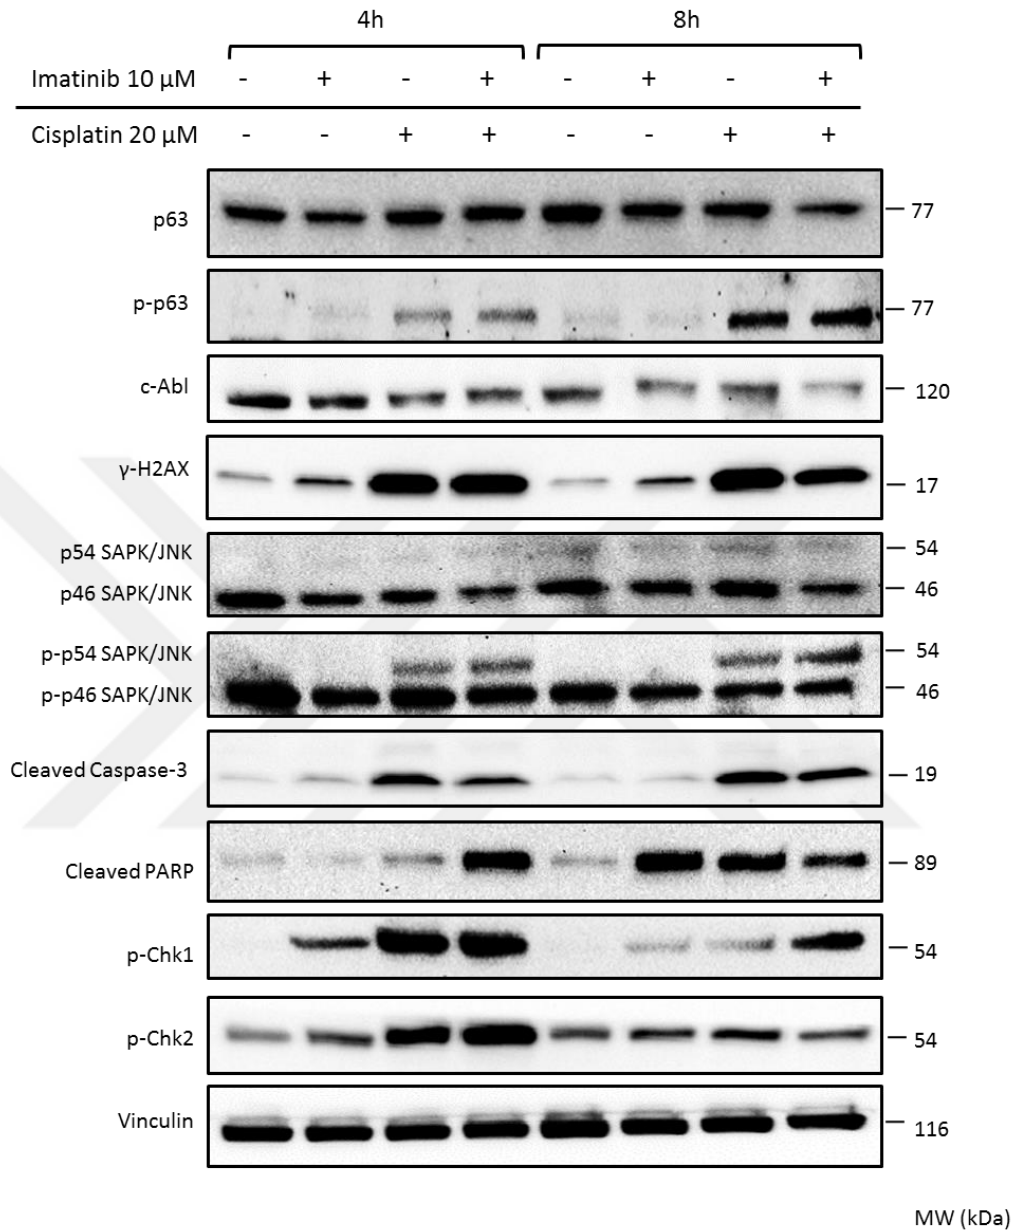 4h 8h
Imatinib 10 µM - + - + - + - +
Cisplatin 20 µM - - + + - - + +
p63 77
p-p63 77
c-Abl 120
γ-H2AX 17
p54 SAPK/JNK 54
p46 SAPK/JNK 46
p-p54 SAPK/JNK 54
p-p46 SAPK/JNK 46
Cleaved Caspase-3 19
Cleaved PARP 89
p-Chk1 54
p-Chk2 54
Vinculin 116
MW (kDa)